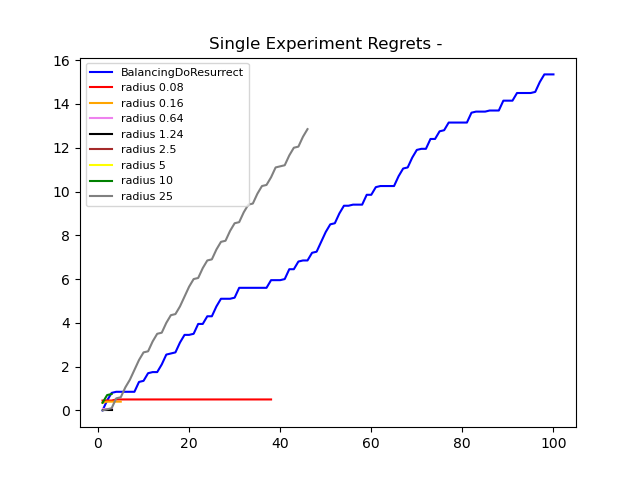 Single Experiment Regrets -
16
14
12
10
8
6
4
2
0
BalancingDoResurrect
radius 0.08
radius 0.16
radius 0.64
radius 1.24
radius 2.5
radius 5
radius 10
radius 25
0 20 40 60 80 100